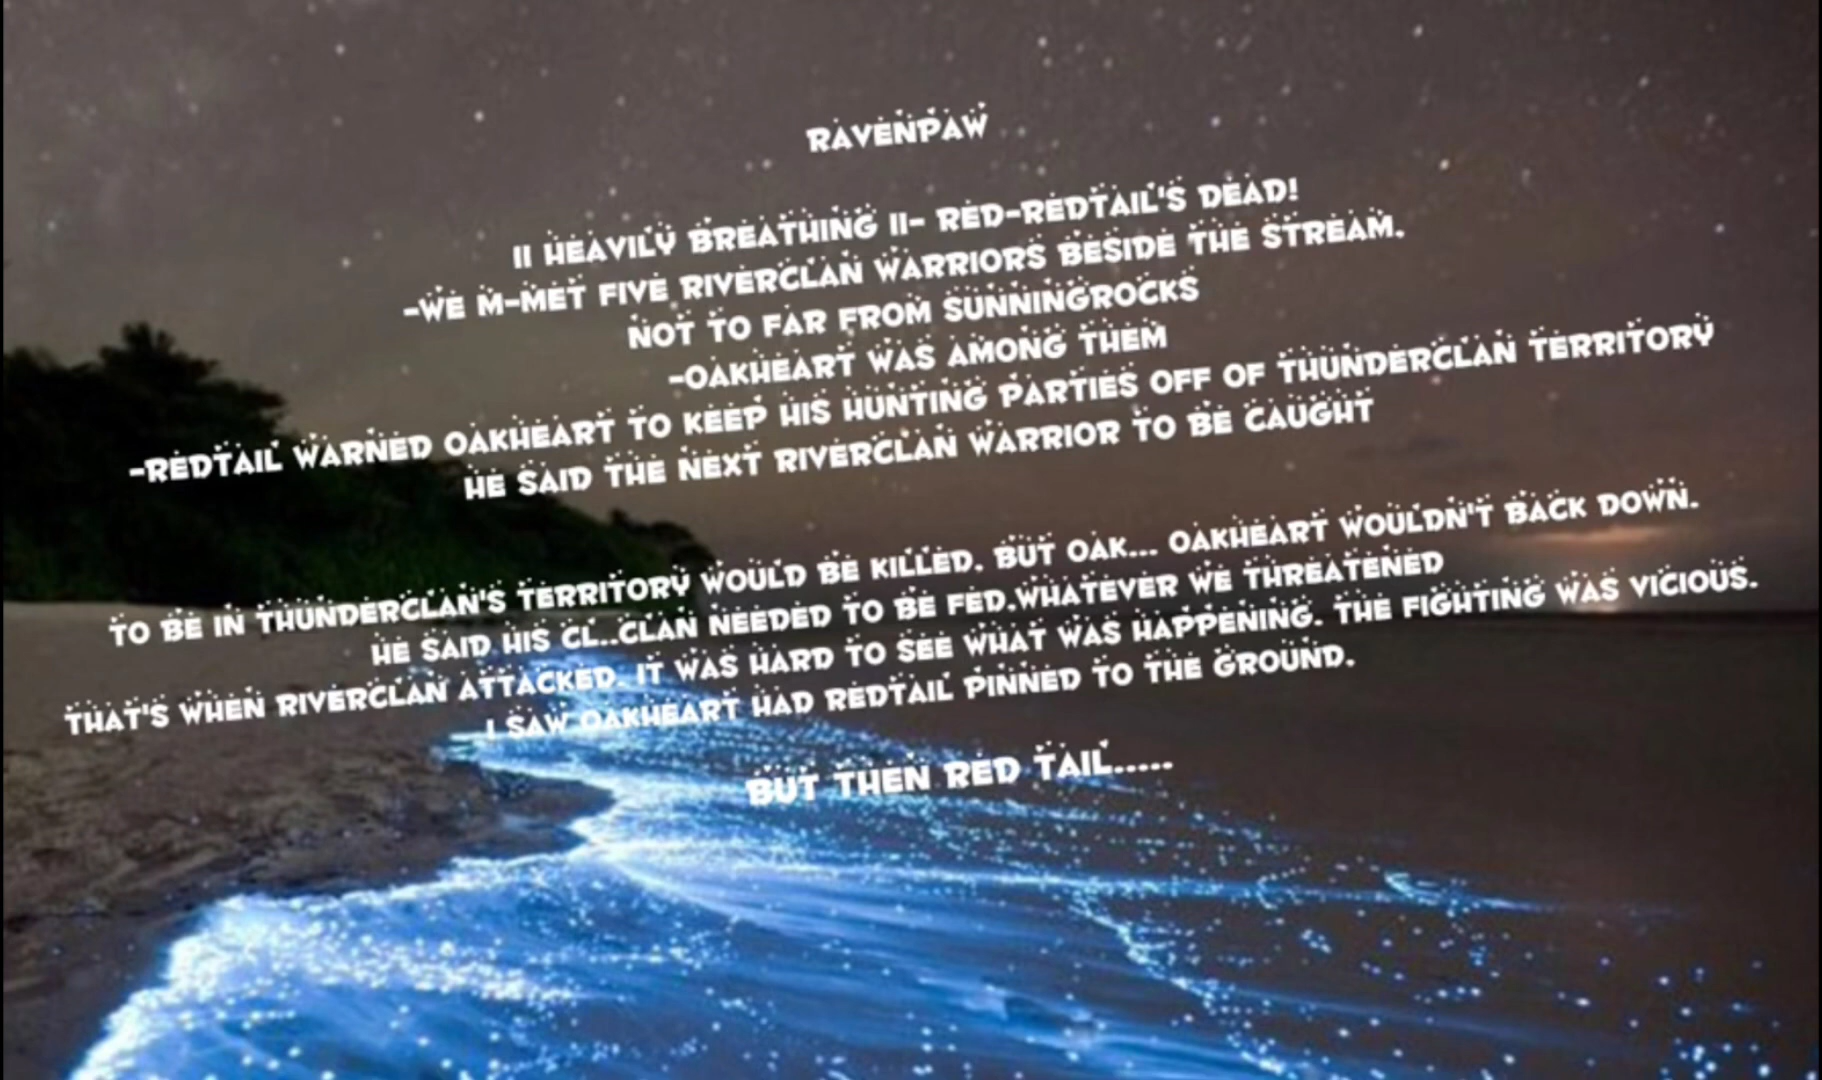 RAVENPAW
II HEAVILY BREATHING II- RED-REDTAIL'S DEAD!
-WE M-MET FIVE RIVERCLAN WARRIORS BESIDE THE STREAM.
NOT TO FAR FROM SUNNINGROCKS
-OAKHEART WAS AMONG THEM
-REDTAIL WARNED OAKHEART TO KEEP HIS HUNTING PARTIES OFF OF THUNDERCLAN TERRITORY
HE SAID THE NEXT RIVERCLAN WARRIOR TO BE CAUGHT
TO BE IN THUNDERCLAN'S TERRITORY WOULD BE KILLED. BUT OAK... OAKHEART WOULDN'T BACK DOWN.
HE SAID HIS CL..CLAN NEEDED TO BE FED.WHATEVER WE THREATENED
THAT'S WHEN RIVERCLAN ATTACKED. IT WAS HARD TO SEE WHAT WAS HAPPENING. THE FIGHTING WAS VICIOUS.
I SAW OAKHEART HAD REDTAIL PINNED TO THE GROUND.
BUT THEN RED TAIL.....